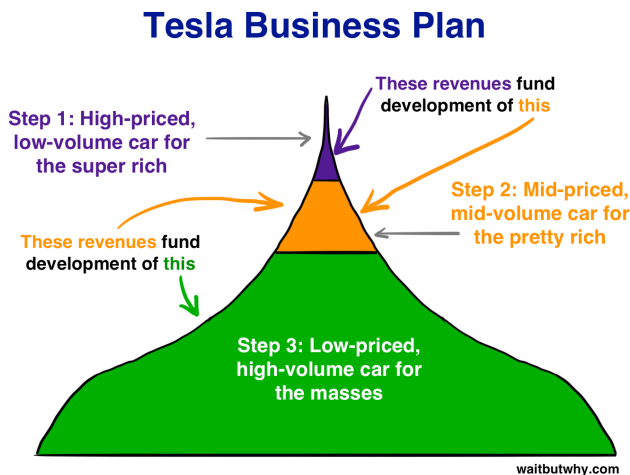 Tesla Business Plan
These revenues fund
development of this
Step 1: High-priced,
low-volume car for
the super rich
Step 2: Mid-priced,
mid-volume car for
the pretty rich
These revenues fund
development of this
Step 3: Low-priced,
high-volume car for
the masses
waitbutwhy.com